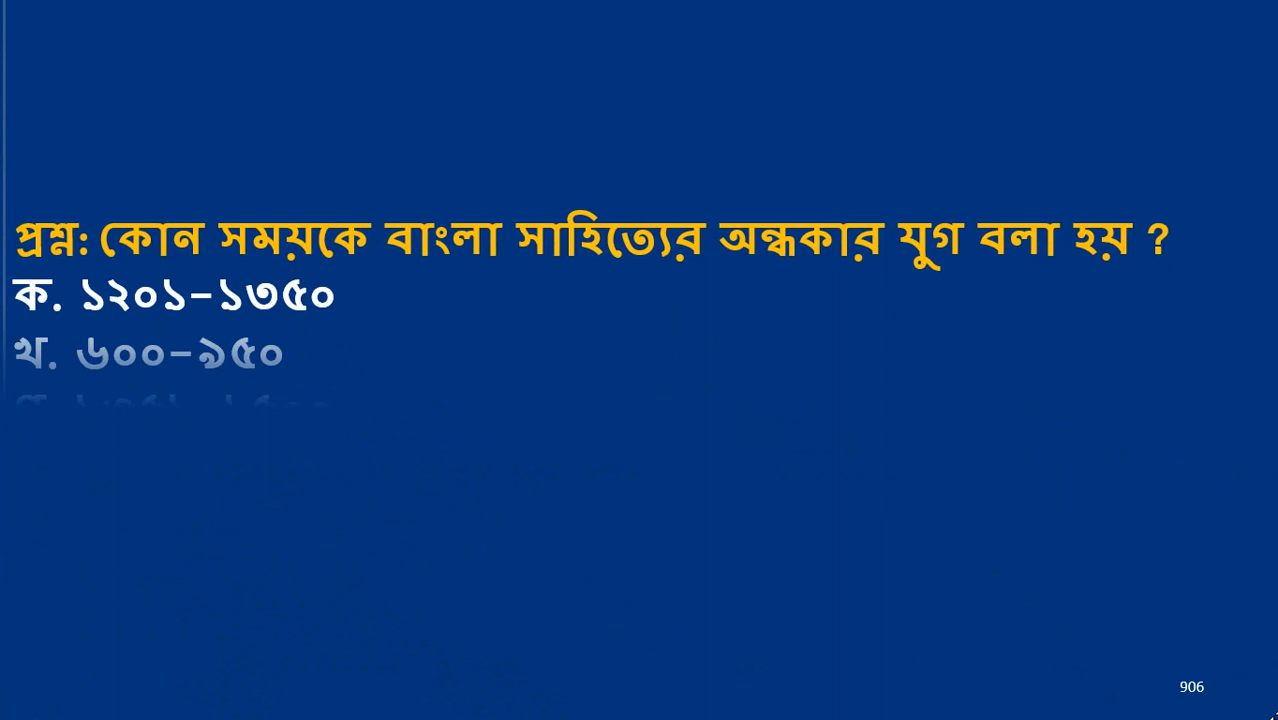 প্রশ্ন: কোন সময়কে বাংলা সাহিত্যের অন্ধকার যুগ বলা হয় ?
ক. ১২০১-১৩৫০
খ. ৬০০-৯৫০
906